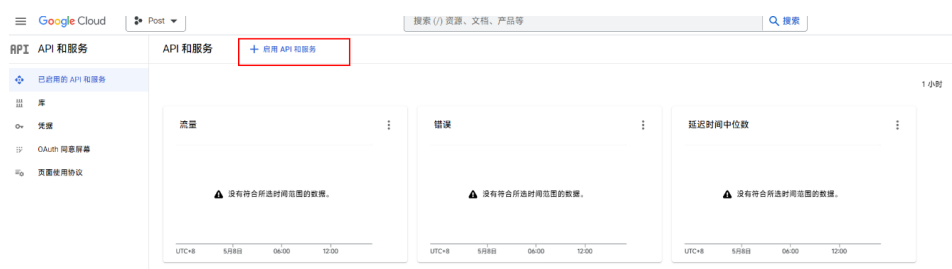 Google Cloud
Post
搜索 (/) 资源、文档、产品等
搜索
API API 和服务
API 和服务
+ 启用 API 和服务
已启用的 API 和服务
库
凭据
OAuth 同意屏幕
页面使用协议
1 小时
流量
没有符合所选时间范围的数据。
UTC+8 5月8日 06:00 12:00
错误
没有符合所选时间范围的数据。
UTC+8 5月8日 06:00 12:00
延迟时间中位数
没有符合所选时间范围的数据。
UTC+8 5月8日 06:00 12:00